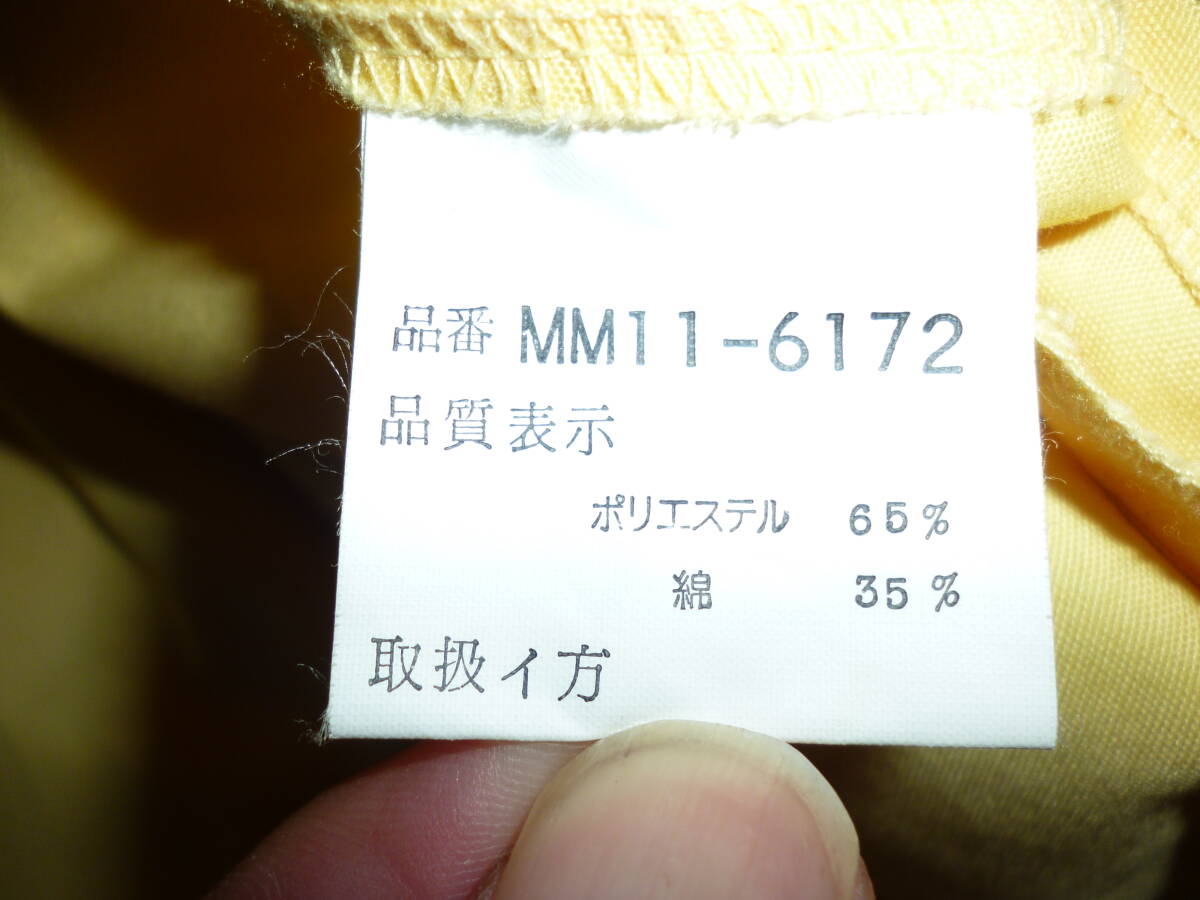 品番 MM11-6172
品質表示
ポリエステル 65%
綿 35%
取扱イ方